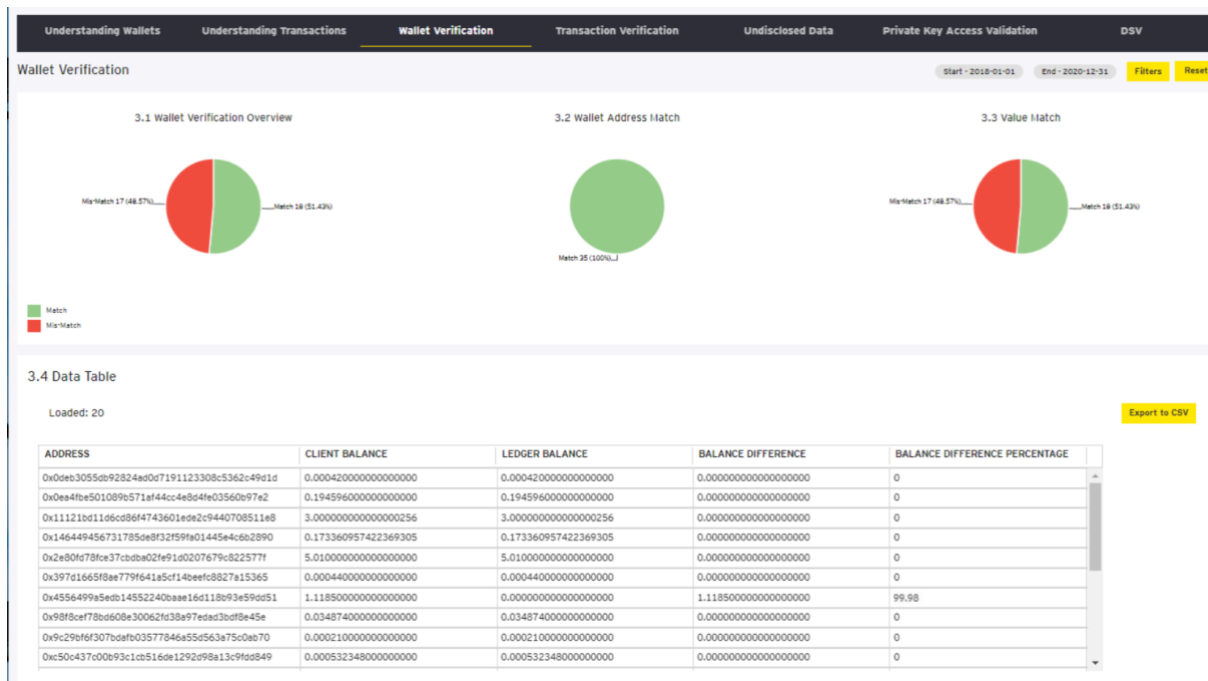 Understanding Wallets Understanding Transactions Wallet Verification Transaction Verification Undisclosed Data Private Key Access Validation DSV
Wallet Verification Start - 2018-01-01 End - 2020-12-31 Filters Reset
3.1 Wallet Verification Overview 3.2 Wallet Address Match 3.3 Value Match
Mis-Match 17 (48.57%) Match 18 (51.43%) Mis-Match 17 (48.57%) Match 18 (51.43%)
Match 35 (100%)
Match
Mis-Match
3.4 Data Table
Loaded: 20 Export to CSV
ADDRESS CLIENT BALANCE LEDGER BALANCE BALANCE DIFFERENCE BALANCE DIFFERENCE PERCENTAGE
0x0deb3055db92824ad0d7191123308c5362c49d1d 0.000420000000000000 0.000420000000000000 0.000000000000000000 0
0x0ea4fbe501089b571af44cc4e8d4fe03560b97e2 0.194596000000000000 0.194596000000000000 0.000000000000000000 0
0x11121bd11d6cd86f4743601ede2c9440708511e8 3.000000000000000256 3.000000000000000256 0.000000000000000000 0
0x146449456731785de8f32f59fa01445e4c6b2890 0.173360957422369305 0.173360957422369305 0.000000000000000000 0
0x2e80fd78fce37cbdba02fe91d0207679c822577f 5.010000000000000000 5.010000000000000000 0.000000000000000000 0
0x397d1665f8ae779f641a5cf14beefc8827a15365 0.000440000000000000 0.000440000000000000 0.000000000000000000 0
0x4556499a5edb14552240baae16d118b93e59dd51 1.118500000000000000 0.000000000000000000 1.118500000000000000 99.98
0x98f8cef78bd608e30062fd38a97edad3bdf8e45e 0.034874000000000000 0.034874000000000000 0.000000000000000000 0
0x9c29bf6f307bdafb03577846a55d563a75c0ab70 0.000210000000000000 0.000210000000000000 0.000000000000000000 0
0xc50c437c00b93c1cb516de1292d98a13c9fdd849 0.000532348000000000 0.000532348000000000 0.000000000000000000 0